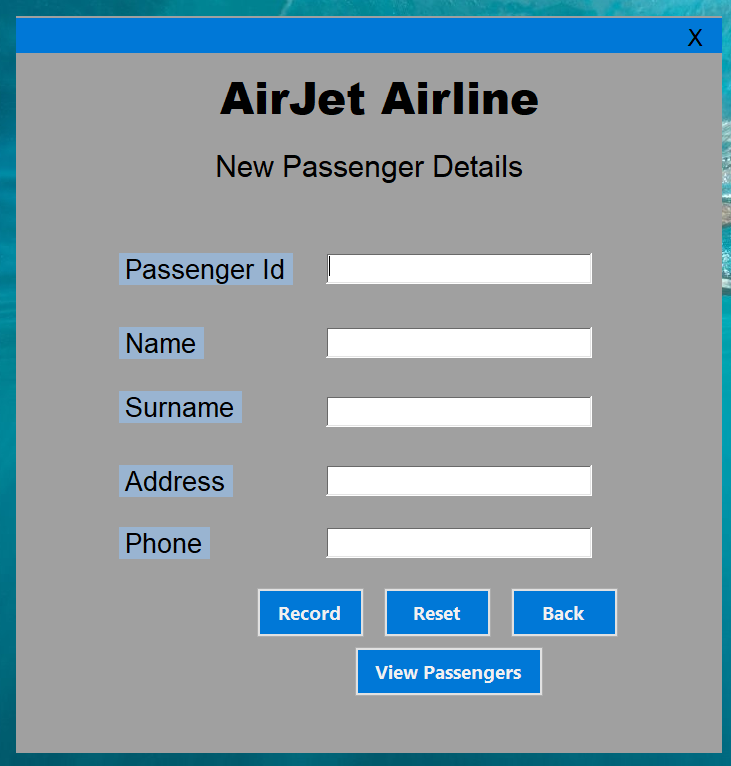 X
AirJet Airline
New Passenger Details
Passenger Id
Name
Surname
Address
Phone
Record Reset Back
View Passengers